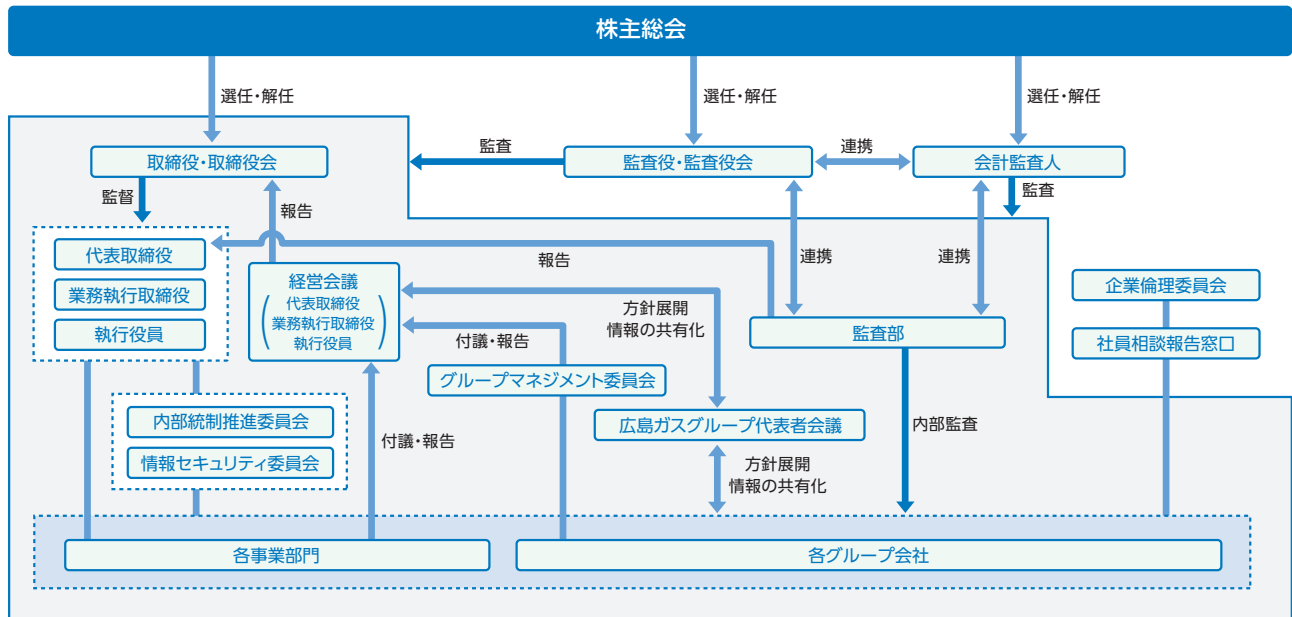 株主総会
選任・解任
選任・解任
選任・解任
取締役・取締役会
監査
監査役・監査役会
連携
会計監査人
監督
報告
監査
代表取締役
業務執行取締役
執行役員
経営会議
代表取締役
業務執行取締役
執行役員
報告
連携
連携
方針展開
情報の共有化
付議・報告
監査部
企業倫理委員会
社員相談報告窓口
グループマネジメント委員会
内部統制推進委員会
情報セキュリティ委員会
付議・報告
広島ガスグループ代表者会議
内部監査
方針展開
情報の共有化
各事業部門
各グループ会社